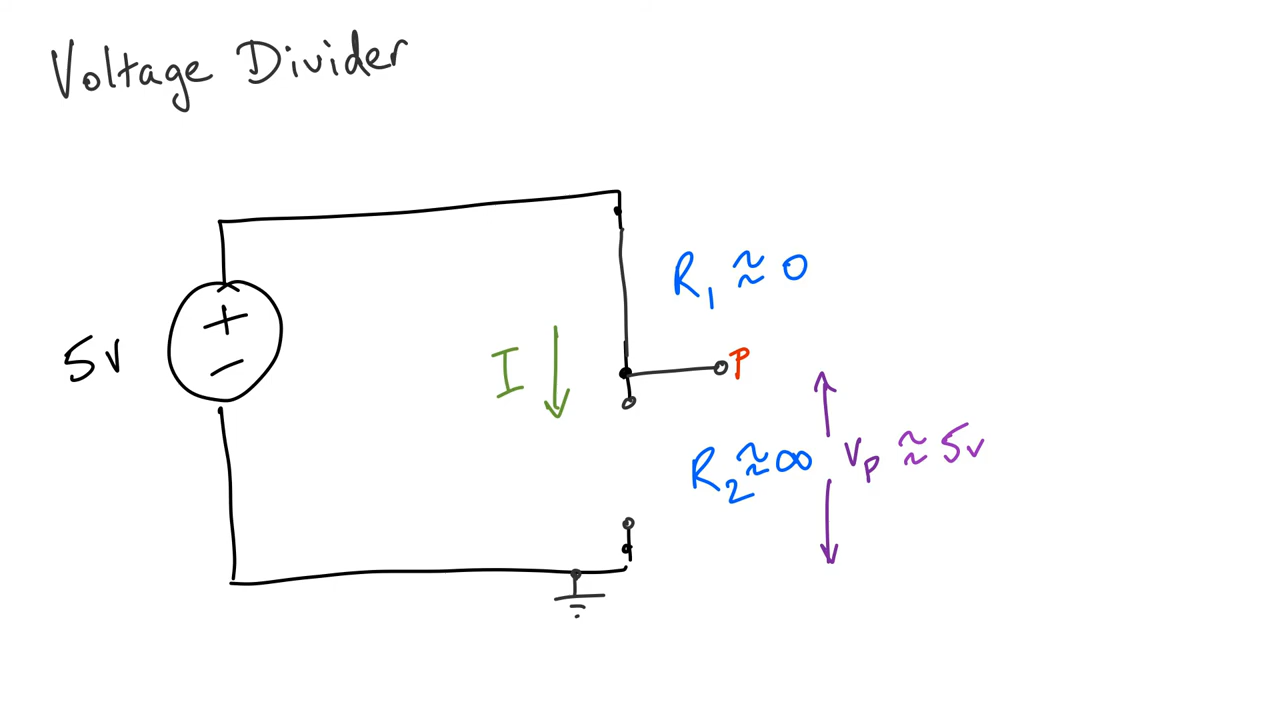 Voltage Divider
R₁ ≈ 0
5v
+
−
I
P
R₂ ≈ ∞
Vₚ ≈ 5v